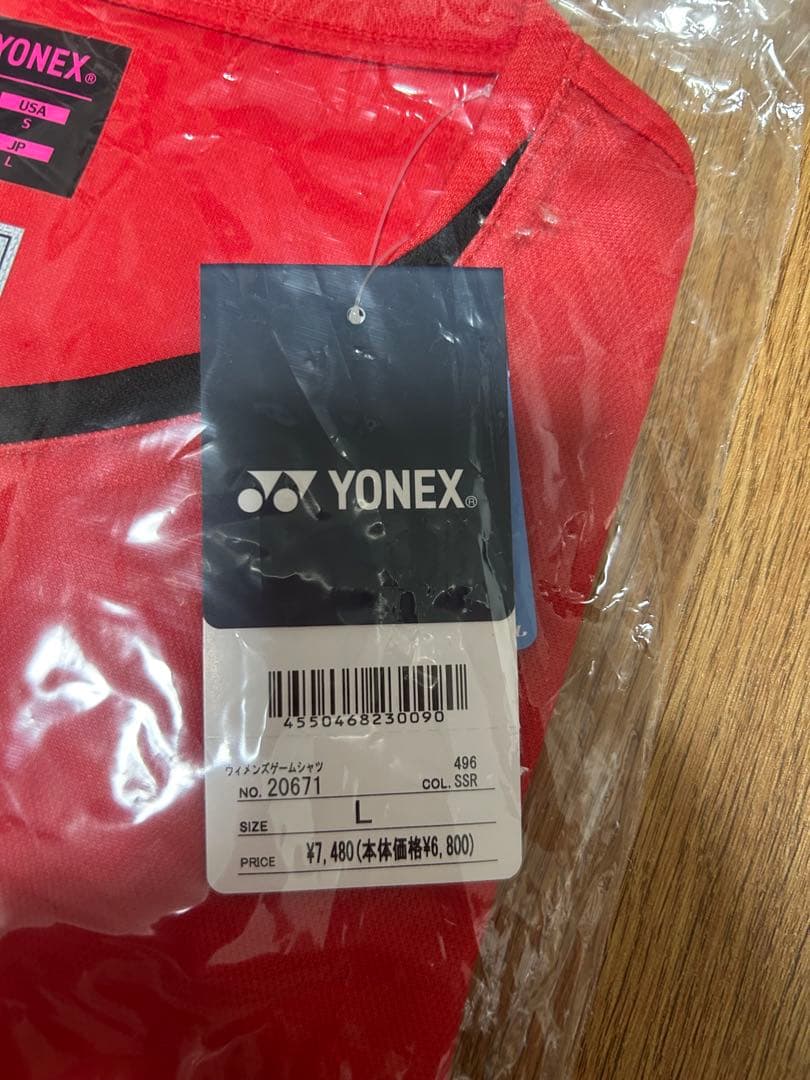 YONEX®
USA
S
JP
L
YONEX®
L
4550468230090
ウィメンズゲームシャツ
496
NO. 20671
COL. SSR
SIZE L
PRICE ¥7,480(本体価格¥6,800)